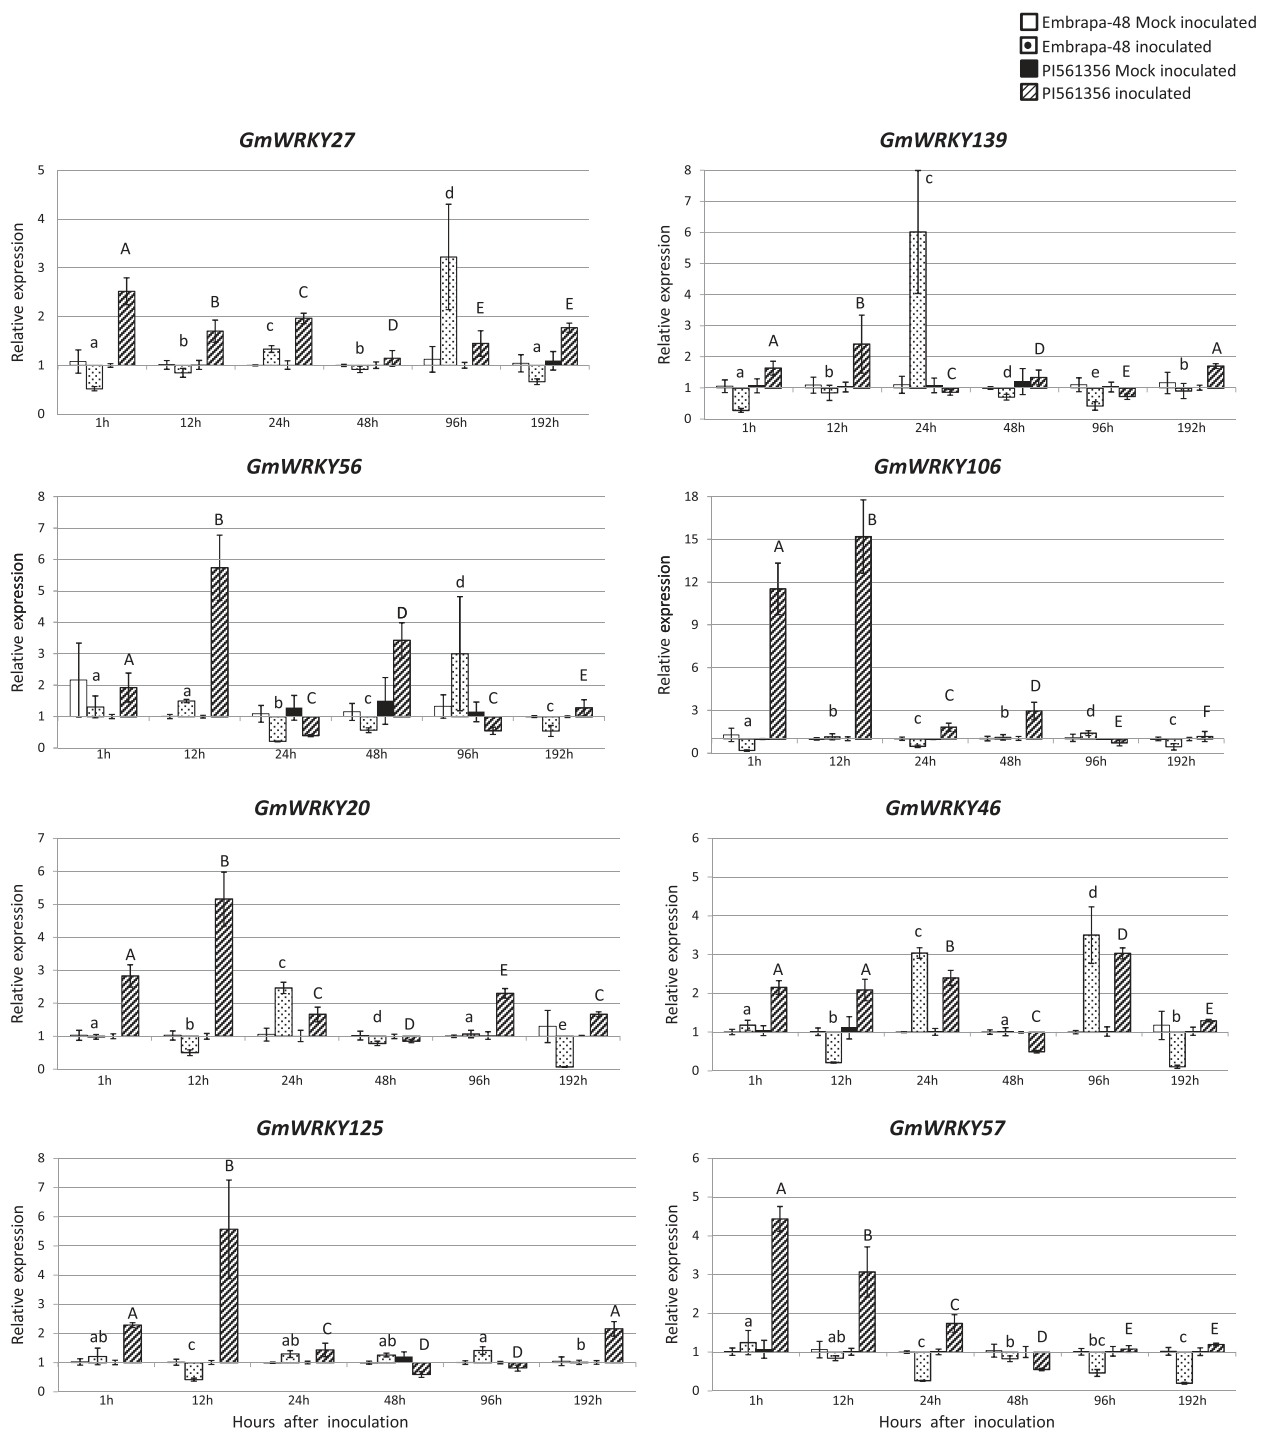 Embrapa-48 Mock inoculated
Embrapa-48 inoculated
PI561356 Mock inoculated
PI561356 inoculated
GmWRKY27
Relative expression
5
4
3
2
1
0
a A b B c C b D d E a E
1h 12h 24h 48h 96h 192h
GmWRKY139
Relative expression
8
7
6
5
4
3
2
1
0
a A b B c C d D e E b A
1h 12h 24h 48h 96h 192h
GmWRKY56
Relative expression
8
7
6
5
4
3
2
1
0
a A a B b C c D d C c E
1h 12h 24h 48h 96h 192h
GmWRKY106
Relative expression
18
15
12
9
6
3
0
a A b B c C b D d E c F
1h 12h 24h 48h 96h 192h
GmWRKY20
Relative expression
7
6
5
4
3
2
1
0
a A b B c C d D a E e C
1h 12h 24h 48h 96h 192h
GmWRKY46
Relative expression
6
5
4
3
2
1
0
a A b A c B a C d D b E
1h 12h 24h 48h 96h 192h
GmWRKY125
Relative expression
8
7
6
5
4
3
2
1
0
ab A c B ab C ab D a D b A
1h 12h 24h 48h 96h 192h
Hours after inoculation
GmWRKY57
Relative expression
6
5
4
3
2
1
0
a A ab B c C b D bc E c E
1h 12h 24h 48h 96h 192h
Hours after inoculation